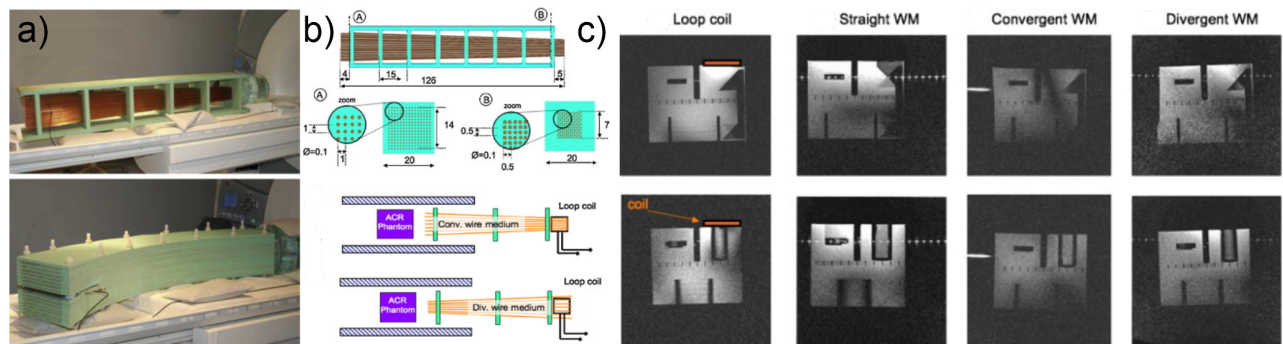 a)
b)
A
B
4
15
126
5
A
zoom
1
Ø=0.1
1
14
20
B
zoom
0.5
Ø=0.1
0.5
7
20
Loop coil
ACR
Phantom
Conv. wire medium
Loop coil
ACR
Phantom
Div. wire medium
c)
Loop coil
Straight WM
Convergent WM
Divergent WM
coil